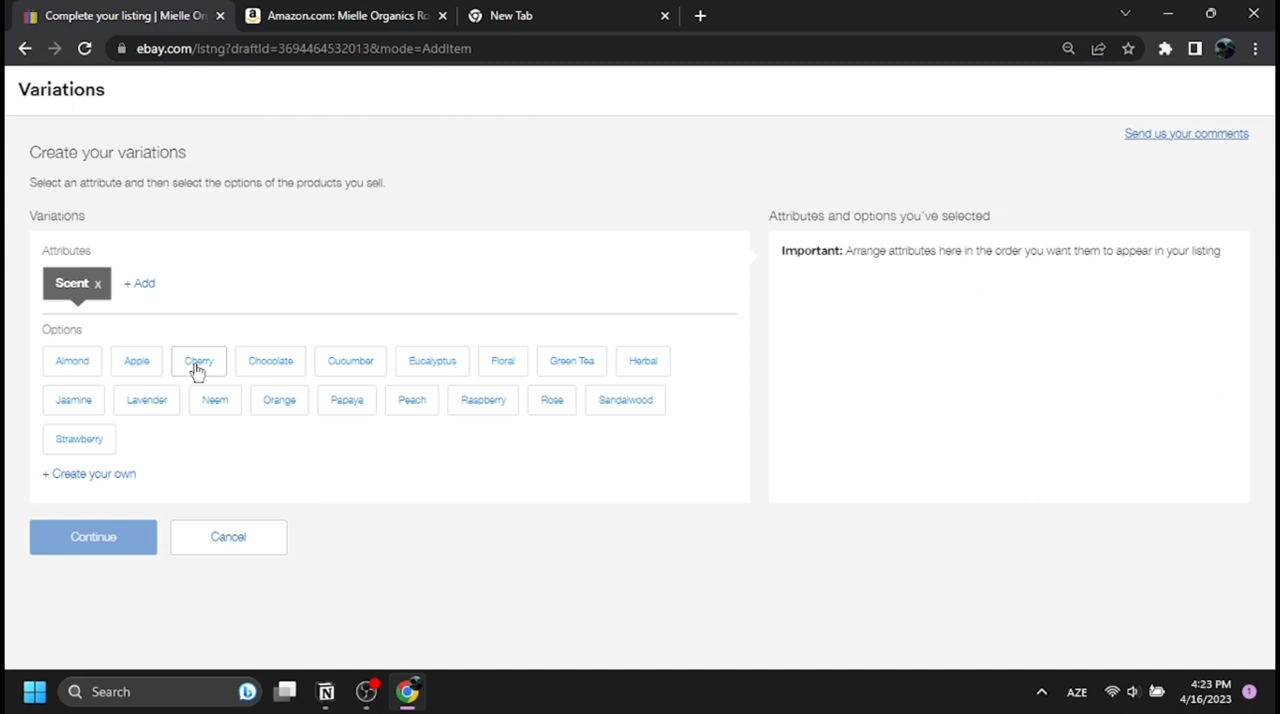 Complete your listing | Mielle Or
Amazon.com: Mielle Organics Ro
New Tab
ebay.com/lstng?draftId=3694464532013&mode=AddItem
Variations
Send us your comments
Create your variations
Select an attribute and then select the options of the products you sell.
Variations
Attributes and options you've selected
Attributes
Important: Arrange attributes here in the order you want them to appear in your listing
Scent x
+ Add
Options
Almond Apple Cherry Chocolate Cucumber Eucalyptus Floral Green Tea Herbal
Jasmine Lavender Neem Orange Papaya Peach Raspberry Rose Sandalwood
Strawberry
+ Create your own
Continue Cancel
Search
AZE
4:23 PM
4/16/2023
1